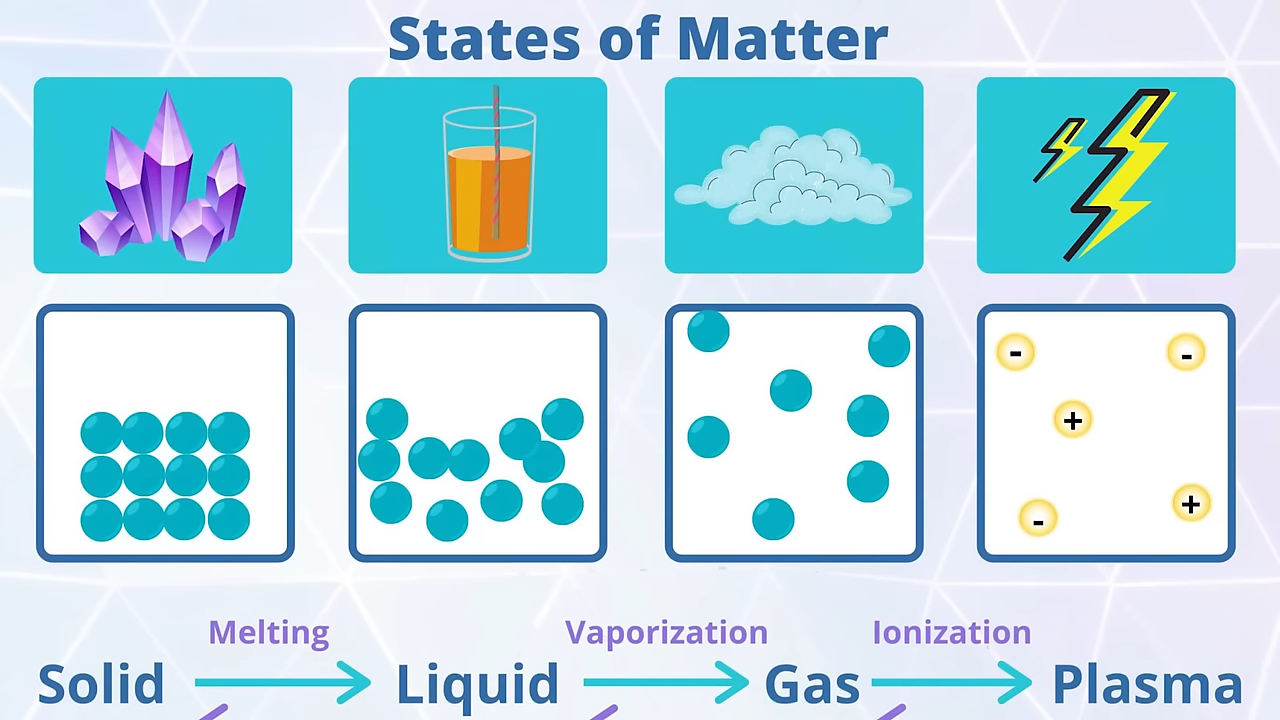 States of Matter
- -
+
- +
Melting Vaporization Ionization
Solid Liquid Gas Plasma